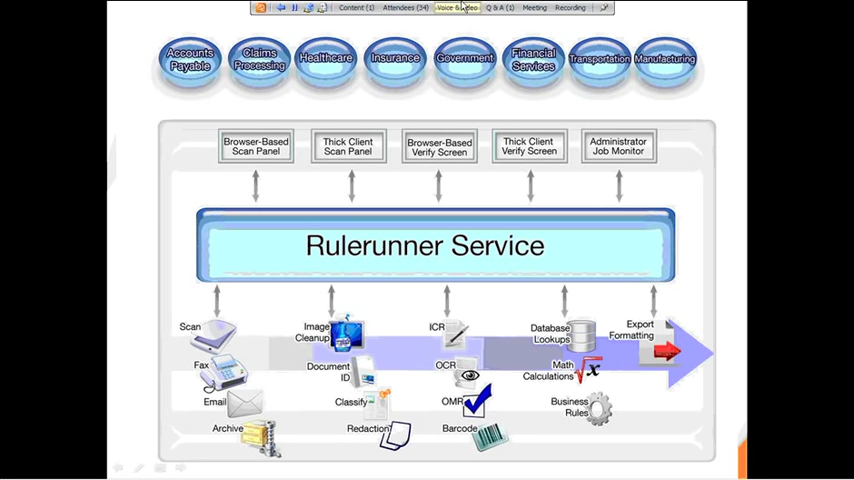 Content (1) Attendees (34) Voice & Video Q & A (1) Meeting Recording
Accounts
Payable
Claims
Processing
Healthcare
Insurance
Government
Financial
Services
Transportation
Manufacturing
Browser-Based
Scan Panel
Thick Client
Scan Panel
Browser-Based
Verify Screen
Thick Client
Verify Screen
Administrator
Job Monitor
Rulerunner Service
Scan
Fax
Email
Archive
Image
Cleanup
Document
ID
Classify
Redaction
ICR
OCR
OMR
Barcode
Database
Lookups
Math
Calculations
x
Business
Rules
Export
Formatting